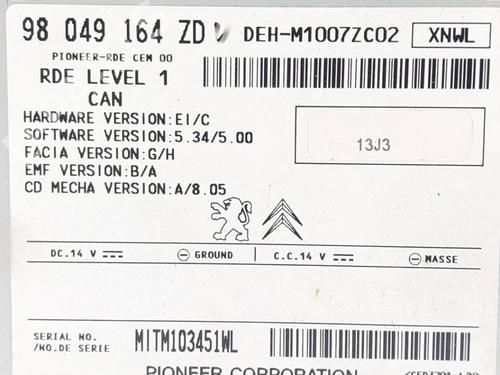 98 049 164 ZD DEH-M1007ZC02 XNWL
PIONEER-RDE CEM 00
RDE LEVEL 1
CAN
HARDWARE VERSION:EI/C
SOFTWARE VERSION:5.34/5.00
FACIA VERSION:G/H
EMF VERSION:B/A
CD MECHA VERSION:A/8.05
13J3
DC.14 V GROUND C.C.14 V MASSE
SERIAL NO.
/NO.DE SERIE MITM103451WL
PIONEER CORPORATION